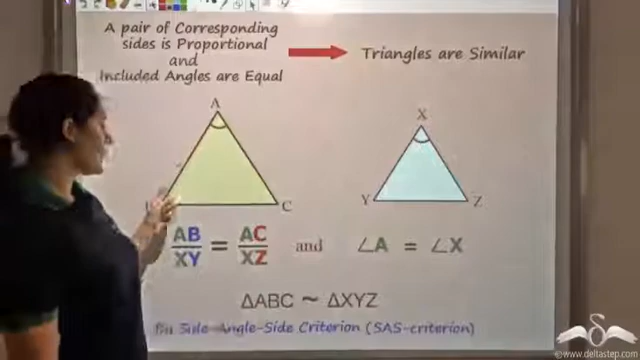 A pair of Corresponding
sides is Proportional
and
Included Angles are Equal
Triangles are Similar
A
X
C
Y
Z
AB/XY = AC/XZ and ∠A = ∠X
ΔABC ~ ΔXYZ
By Side-Angle-Side Criterion (SAS-criterion)
©www.deltastep.com